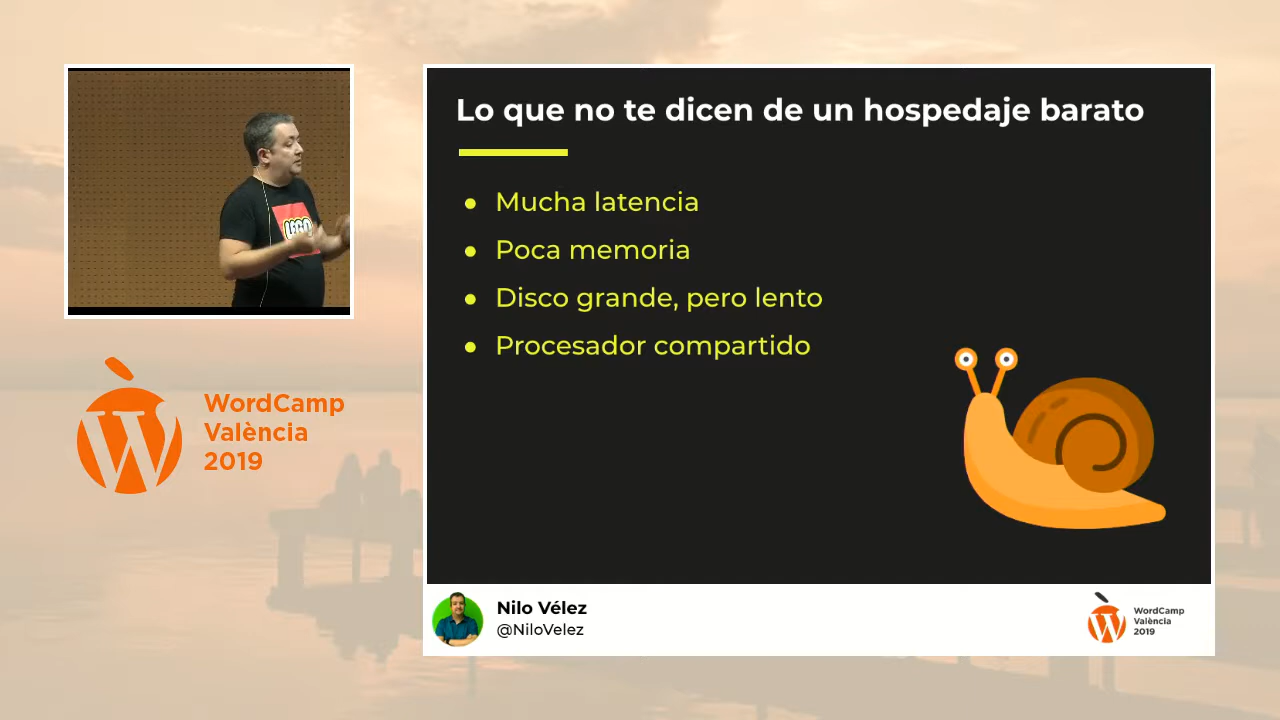 LEGO
WordCamp
València
2019
Lo que no te dicen de un hospedaje barato
● Mucha latencia
● Poca memoria
● Disco grande, pero lento
● Procesador compartido
Nilo Vélez
@NiloVelez
WordCamp
València
2019